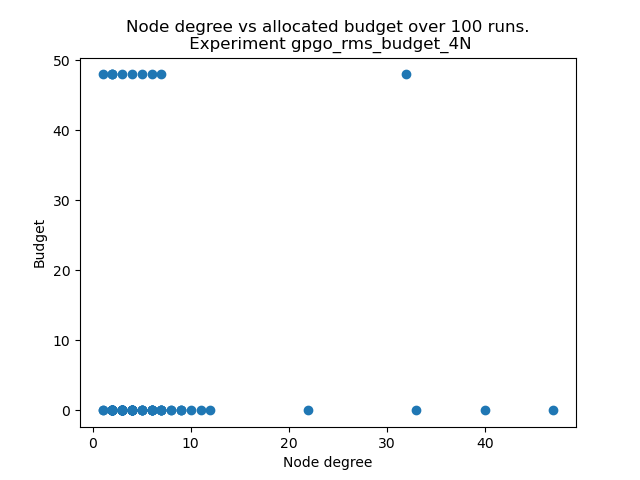 Node degree vs allocated budget over 100 runs.
Experiment gpgo_rms_budget_4N
50
40
30
20
10
0
Budget
0 10 20 30 40
Node degree